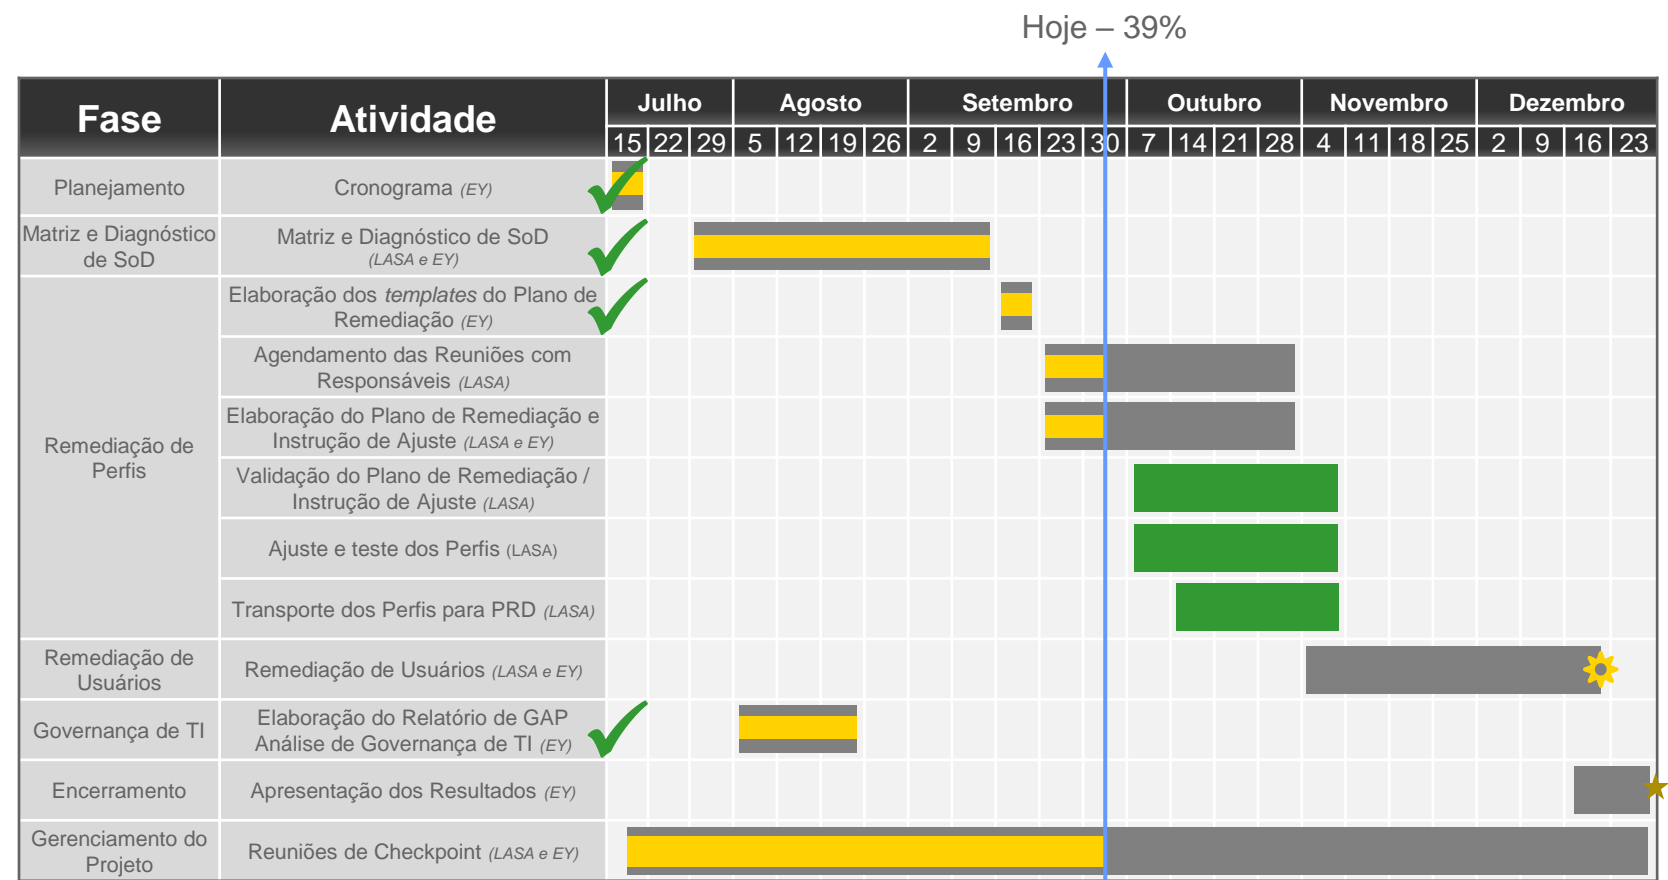 Hoje – 39%
Fase
Atividade
Julho
Agosto
Setembro
Outubro
Novembro
Dezembro
15 22 29 5 12 19 26 2 9 16 23 30 7 14 21 28 4 11 18 25 2 9 16 23
Planejamento
Cronograma (EY)
Matriz e Diagnóstico
de SoD
Matriz e Diagnóstico de SoD
(LASA e EY)
Remediação de
Perfis
Elaboração dos templates do Plano de
Remediação (EY)
Agendamento das Reuniões com
Responsáveis (LASA)
Elaboração do Plano de Remediação e
Instrução de Ajuste (LASA e EY)
Validação do Plano de Remediação /
Instrução de Ajuste (LASA)
Ajuste e teste dos Perfis (LASA)
Transporte dos Perfis para PRD (LASA)
Remediação de
Usuários
Remediação de Usuários (LASA e EY)
Governança de TI
Elaboração do Relatório de GAP
Análise de Governança de TI (EY)
Encerramento
Apresentação dos Resultados (EY)
Gerenciamento do
Projeto
Reuniões de Checkpoint (LASA e EY)